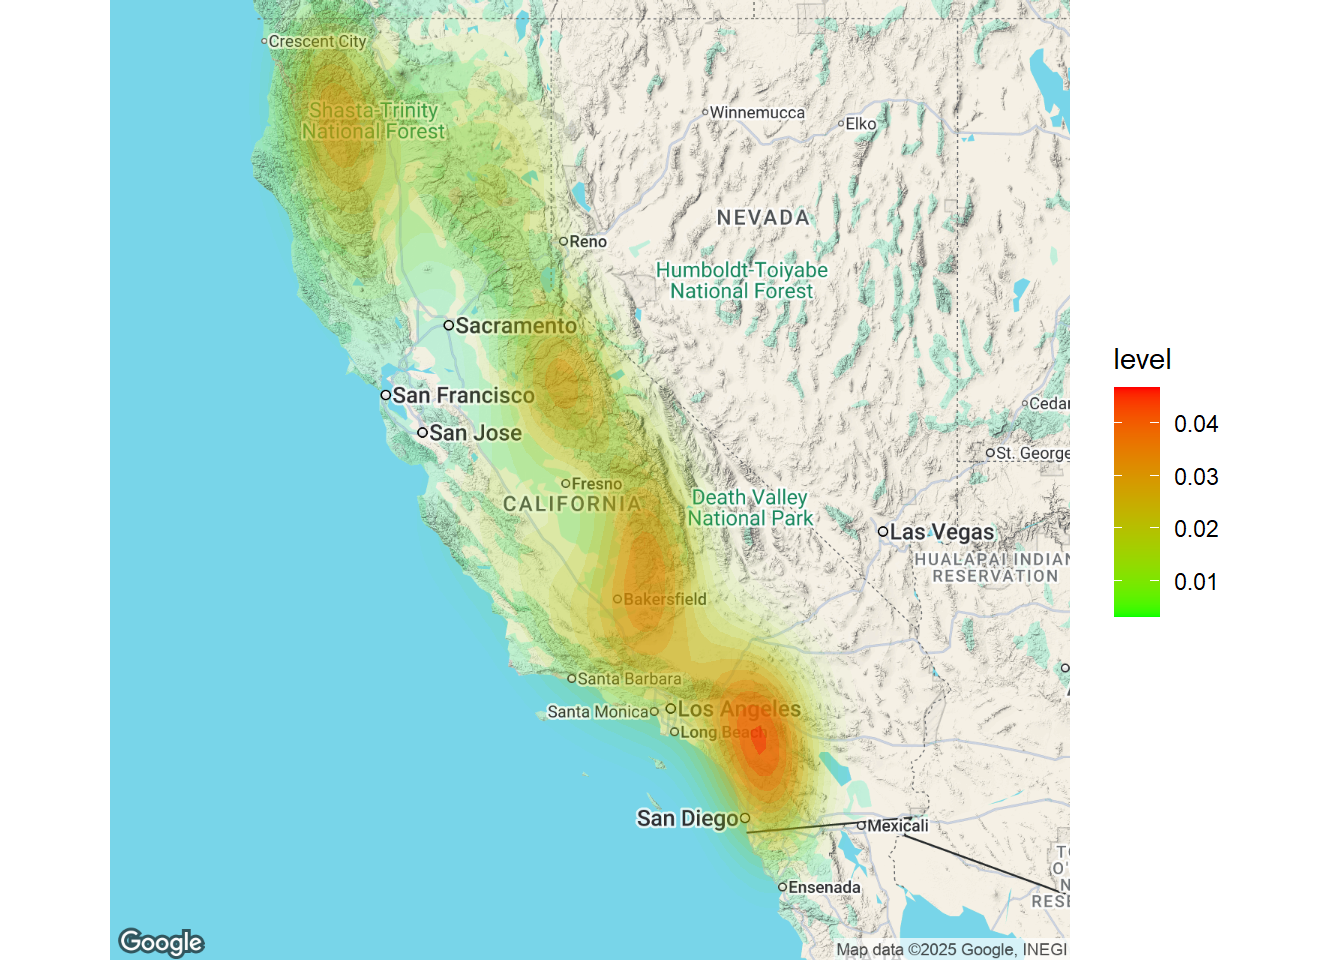 Crescent City
Shasta-Trinity
National Forest
Winnemucca
Elko
NEVADA
Reno
Humboldt-Toiyabe
National Forest
Sacramento
San Francisco
San Jose
Cedar
St. George
Fresno
CALIFORNIA
Death Valley
National Park
Las Vegas
HUALAPAI INDIAN
RESERVATION
Bakersfield
Santa Barbara
Santa Monica
Los Angeles
Long Beach
San Diego
Mexicali
Ensenada
O'
N
RESE
level
0.04
0.03
0.02
0.01
Google
Map data ©2025 Google, INEGI